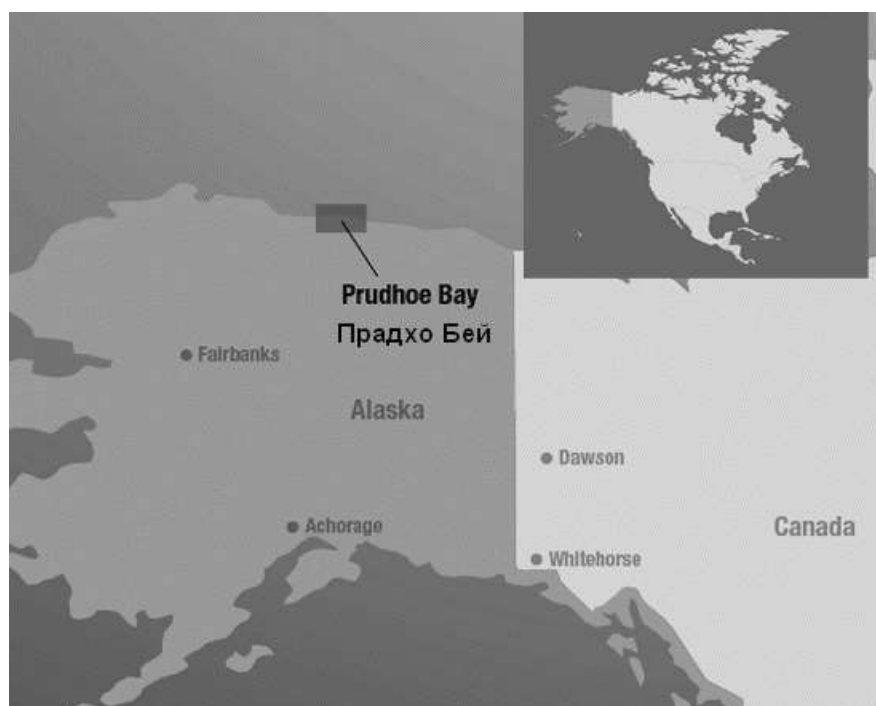 Prudhoe Bay
Прадхо Бей
Fairbanks
Alaska
Dawson
Achorage
Canada
Whitehorse